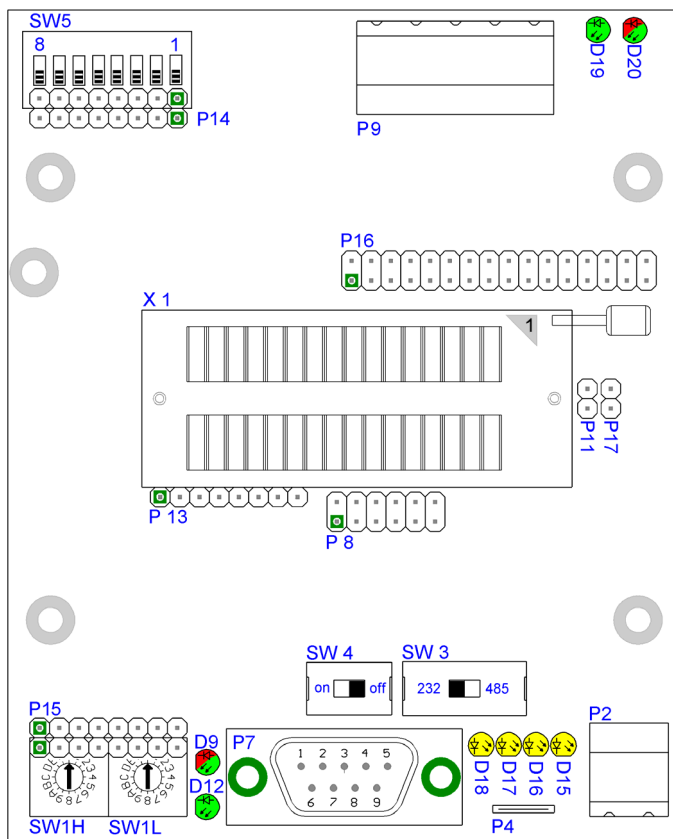 SW5
8 1
P14
P9
D19
D20
P16
X 1
1
P11
P17
P 13
P 8
SW 4
SW 3
on off
232 485
P2
P15
D9
P7
D12
1 2 3 4 5
6 7 8 9
D18
D17
D16
D15
P4
SW1H
SW1L